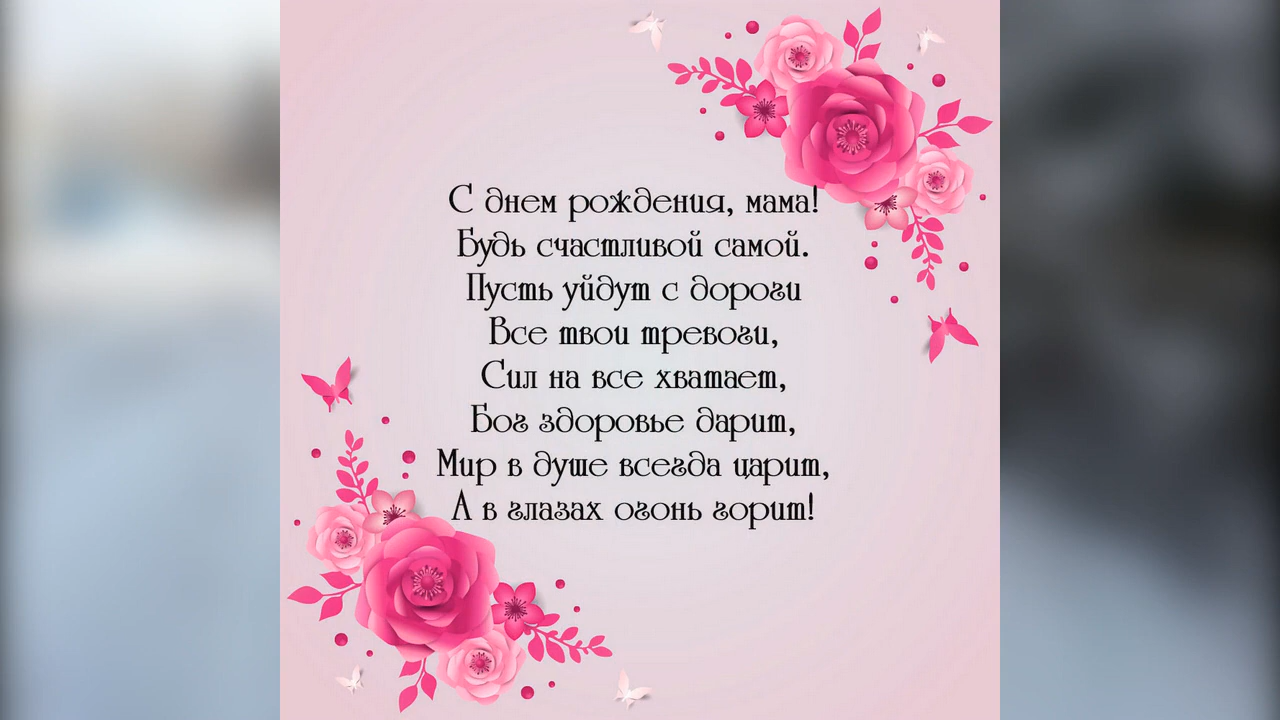 С днем рождения, мама!
Будь счастливой самой.
Пусть уйдут с дороги
Все твои тревоги,
Сил на все хватает,
Бог здоровье дарит,
Мир в душе всегда царит,
А в глазах огонь горит!